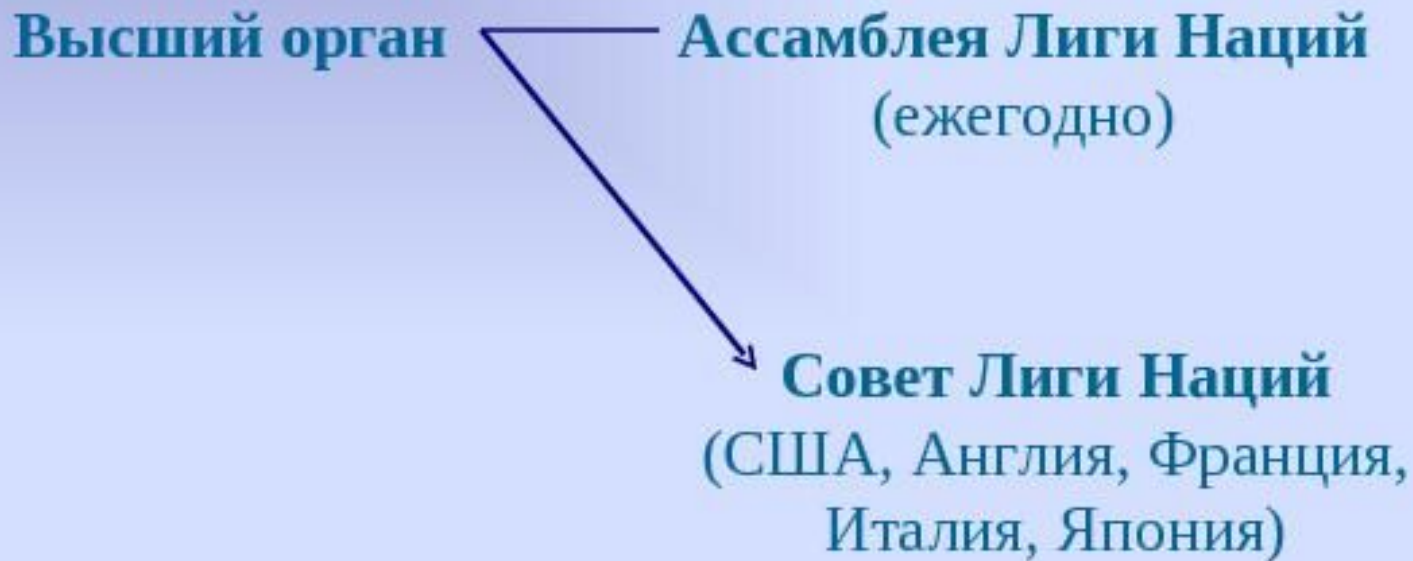 Высший орган
Ассамблея Лиги Наций
(ежегодно)
Совет Лиги Наций
(США, Англия, Франция,
Италия, Япония)